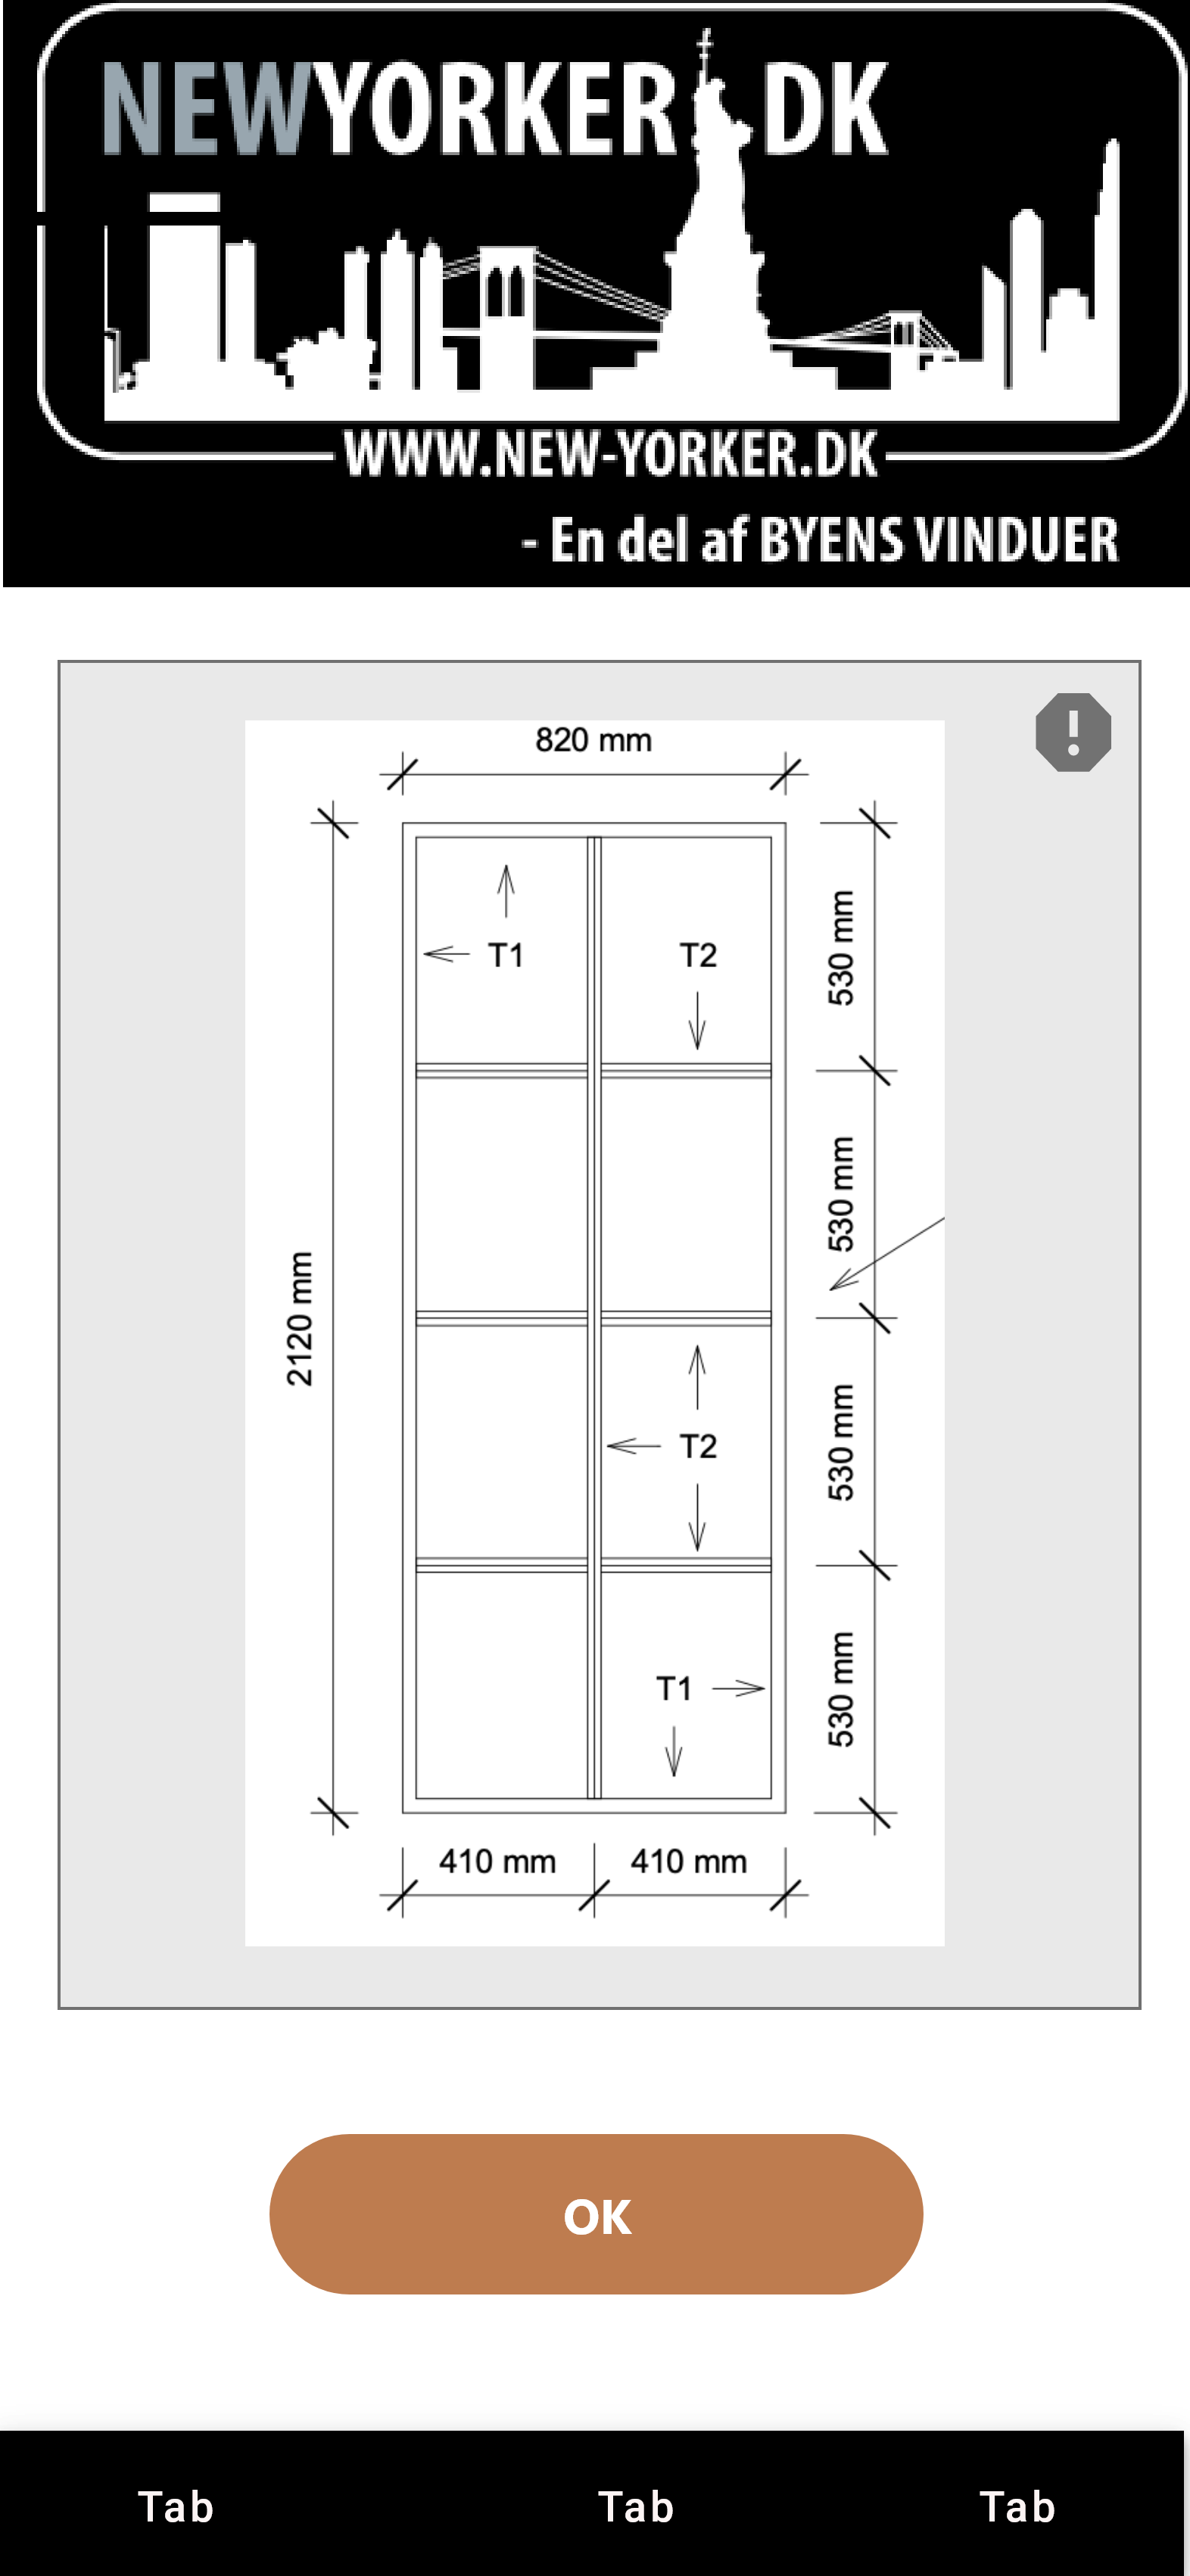 NEWYORKER.DK
WWW.NEW-YORKER.DK
- En del af BYENS VINDUER
820 mm
T1
T2
530 mm
530 mm
2120 mm
T2
530 mm
T1
530 mm
410 mm 410 mm
OK
Tab Tab Tab